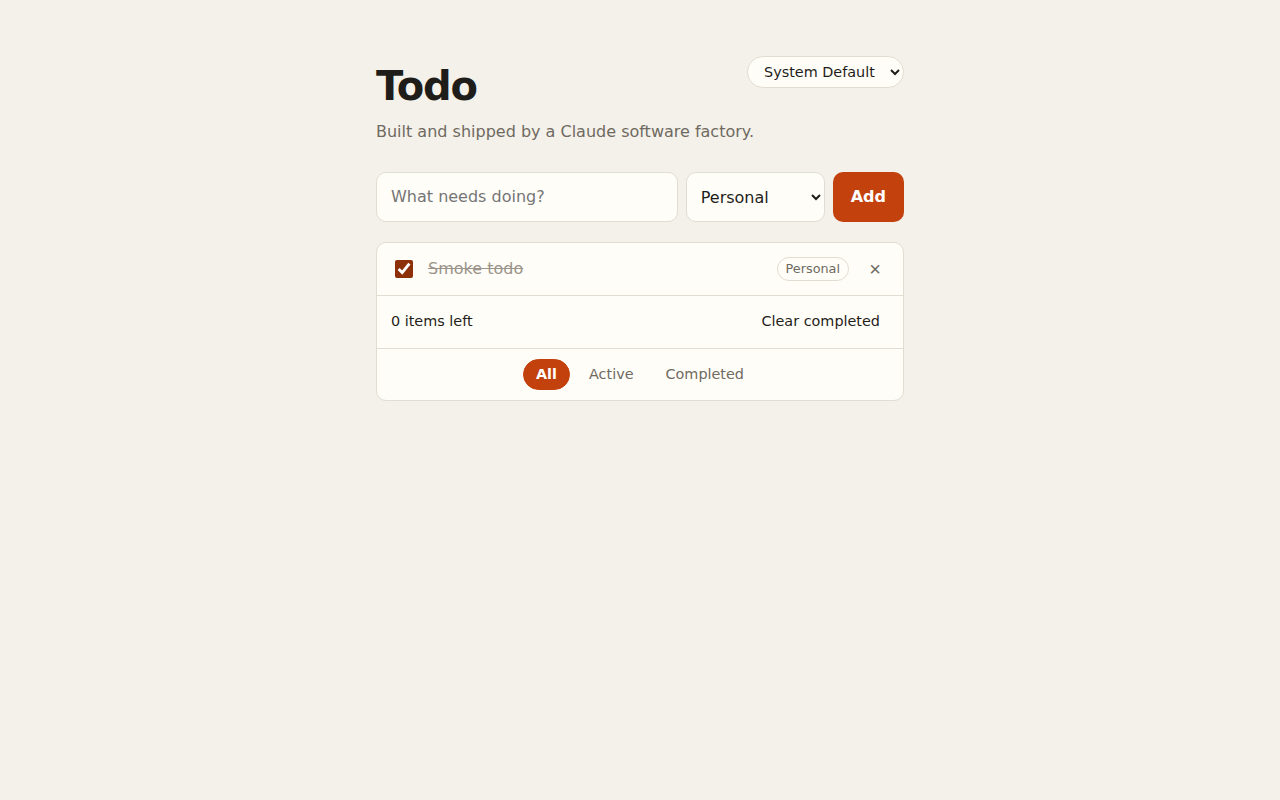 Todo
System Default
Built and shipped by a Claude software factory.
What needs doing?
Personal
Add
Smoke todo
Personal
×
0 items left
Clear completed
All
Active
Completed